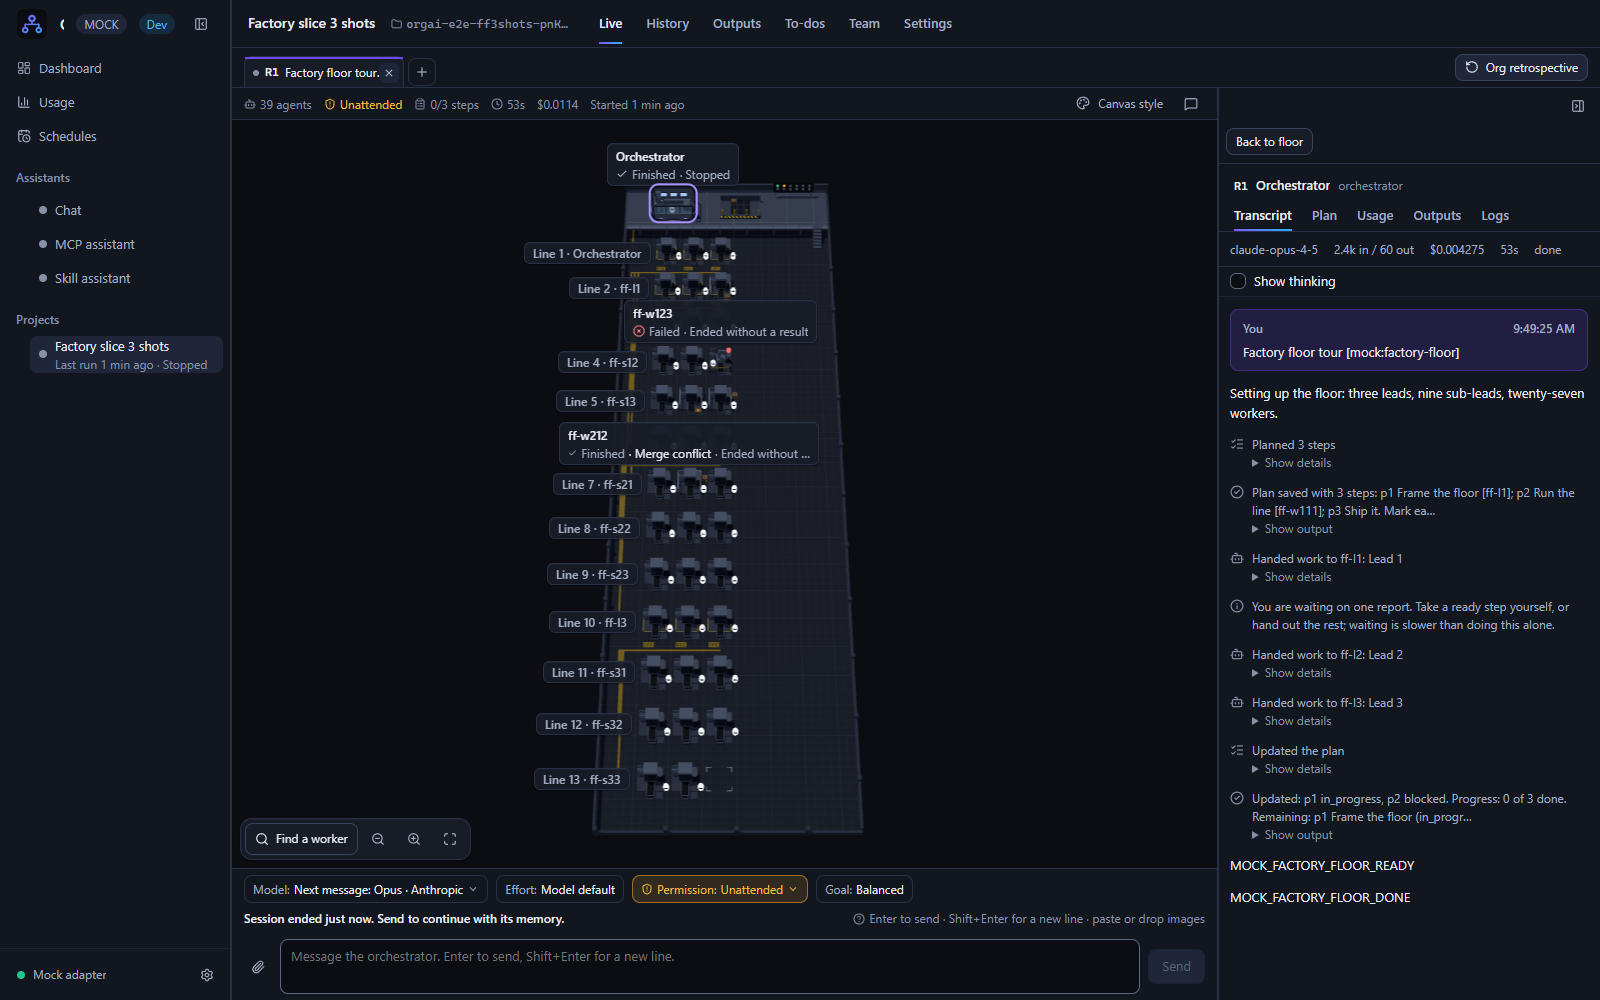 MOCK
Dev
Dashboard
Usage
Schedules
Assistants
Chat
MCP assistant
Skill assistant
Projects
Factory slice 3 shots
Last run 1 min ago · Stopped
Mock adapter
Factory slice 3 shots
orgai-e2e-ff3shots-pnK…
Live
History
Outputs
To-dos
Team
Settings
R1 Factory floor tour.
Org retrospective
39 agents
Unattended
0/3 steps
53s
$0.0114
Started 1 min ago
Canvas style
Orchestrator
Finished · Stopped
Line 1 · Orchestrator
Line 2 · ff-l1
ff-w123
Failed · Ended without a result
Line 4 · ff-s12
Line 5 · ff-s13
ff-w212
Finished · Merge conflict · Ended without ...
Line 7 · ff-s21
Line 8 · ff-s22
Line 9 · ff-s23
Line 10 · ff-l3
Line 11 · ff-s31
Line 12 · ff-s32
Line 13 · ff-s33
Find a worker
Model: Next message: Opus · Anthropic
Effort: Model default
Permission: Unattended
Goal: Balanced
Session ended just now. Send to continue with its memory.
Enter to send · Shift+Enter for a new line · paste or drop images
Message the orchestrator. Enter to send, Shift+Enter for a new line.
Send
Back to floor
R1 Orchestrator orchestrator
Transcript
Plan
Usage
Outputs
Logs
claude-opus-4-5
2.4k in / 60 out
$0.004275
53s
done
Show thinking
You
9:49:25 AM
Factory floor tour [mock:factory-floor]
Setting up the floor: three leads, nine sub-leads, twenty-seven
workers.
Planned 3 steps
Show details
Plan saved with 3 steps: p1 Frame the floor [ff-l1]; p2 Run the
line [ff-w111]; p3 Ship it. Mark ea...
Show output
Handed work to ff-l1: Lead 1
Show details
You are waiting on one report. Take a ready step yourself, or
hand out the rest; waiting is slower than doing this alone.
Handed work to ff-l2: Lead 2
Show details
Handed work to ff-l3: Lead 3
Show details
Updated the plan
Show details
Updated: p1 in_progress, p2 blocked. Progress: 0 of 3 done.
Remaining: p1 Frame the floor (in_progr...
Show output
MOCK_FACTORY_FLOOR_READY
MOCK_FACTORY_FLOOR_DONE